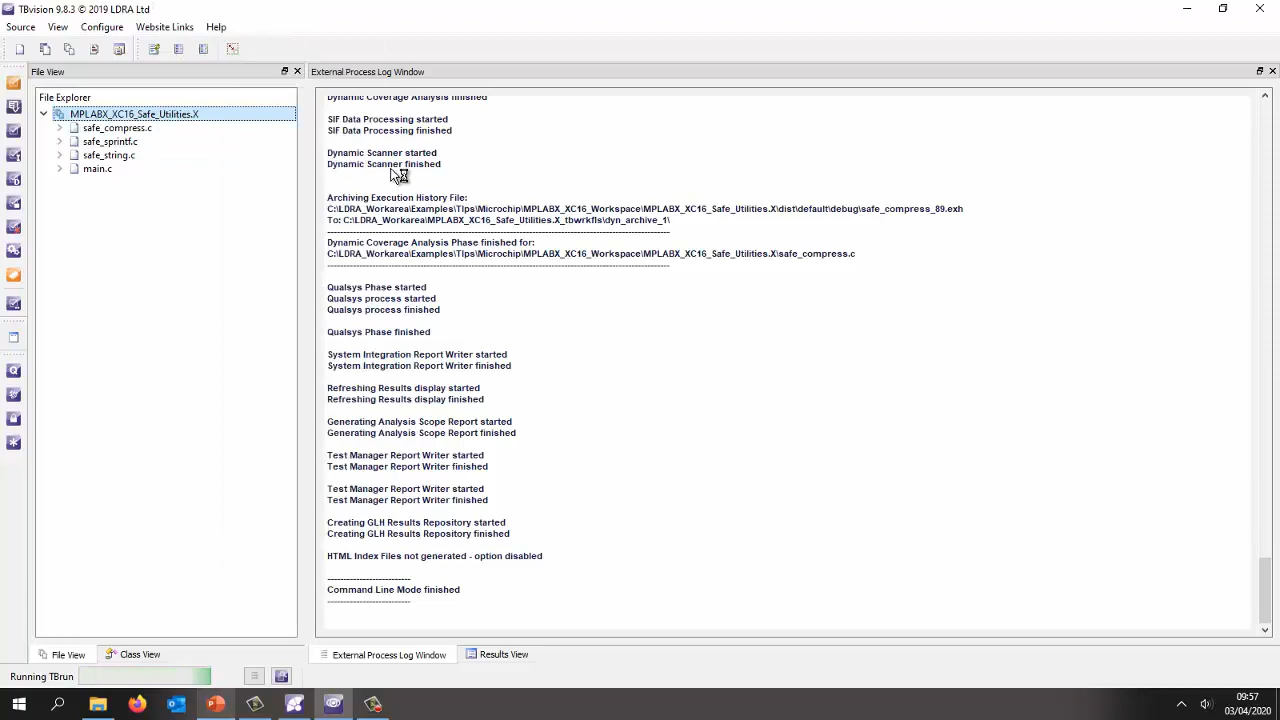 TBvision 9.8.3 © 2019 LDRA Ltd
Source View Configure Website Links Help
File View
External Process Log Window
File Explorer
MPLABX_XC16_Safe_Utilities.X
safe_compress.c
safe_sprintf.c
safe_string.c
main.c
Dynamic Coverage Analysis finished
SIF Data Processing started
SIF Data Processing finished
Dynamic Scanner started
Dynamic Scanner finished
Archiving Execution History File:
C:\LDRA_Workarea\Examples\TIps\Microchip\MPLABX_XC16_Workspace\MPLABX_XC16_Safe_Utilities.X\dist\default\debug\safe_compress_89.exh
To: C:\LDRA_Workarea\MPLABX_XC16_Safe_Utilities.X_tbwrkfls\dyn_archive_1\
Dynamic Coverage Analysis Phase finished for:
C:\LDRA_Workarea\Examples\TIps\Microchip\MPLABX_XC16_Workspace\MPLABX_XC16_Safe_Utilities.X\safe_compress.c
Qualsys Phase started
Qualsys process started
Qualsys process finished
Qualsys Phase finished
System Integration Report Writer started
System Integration Report Writer finished
Refreshing Results display started
Refreshing Results display finished
Generating Analysis Scope Report started
Generating Analysis Scope Report finished
Test Manager Report Writer started
Test Manager Report Writer finished
Test Manager Report Writer started
Test Manager Report Writer finished
Creating GLH Results Repository started
Creating GLH Results Repository finished
HTML Index Files not generated - option disabled
Command Line Mode finished
File View
Class View
External Process Log Window
Results View
Running TBrun
09:57
03/04/2020